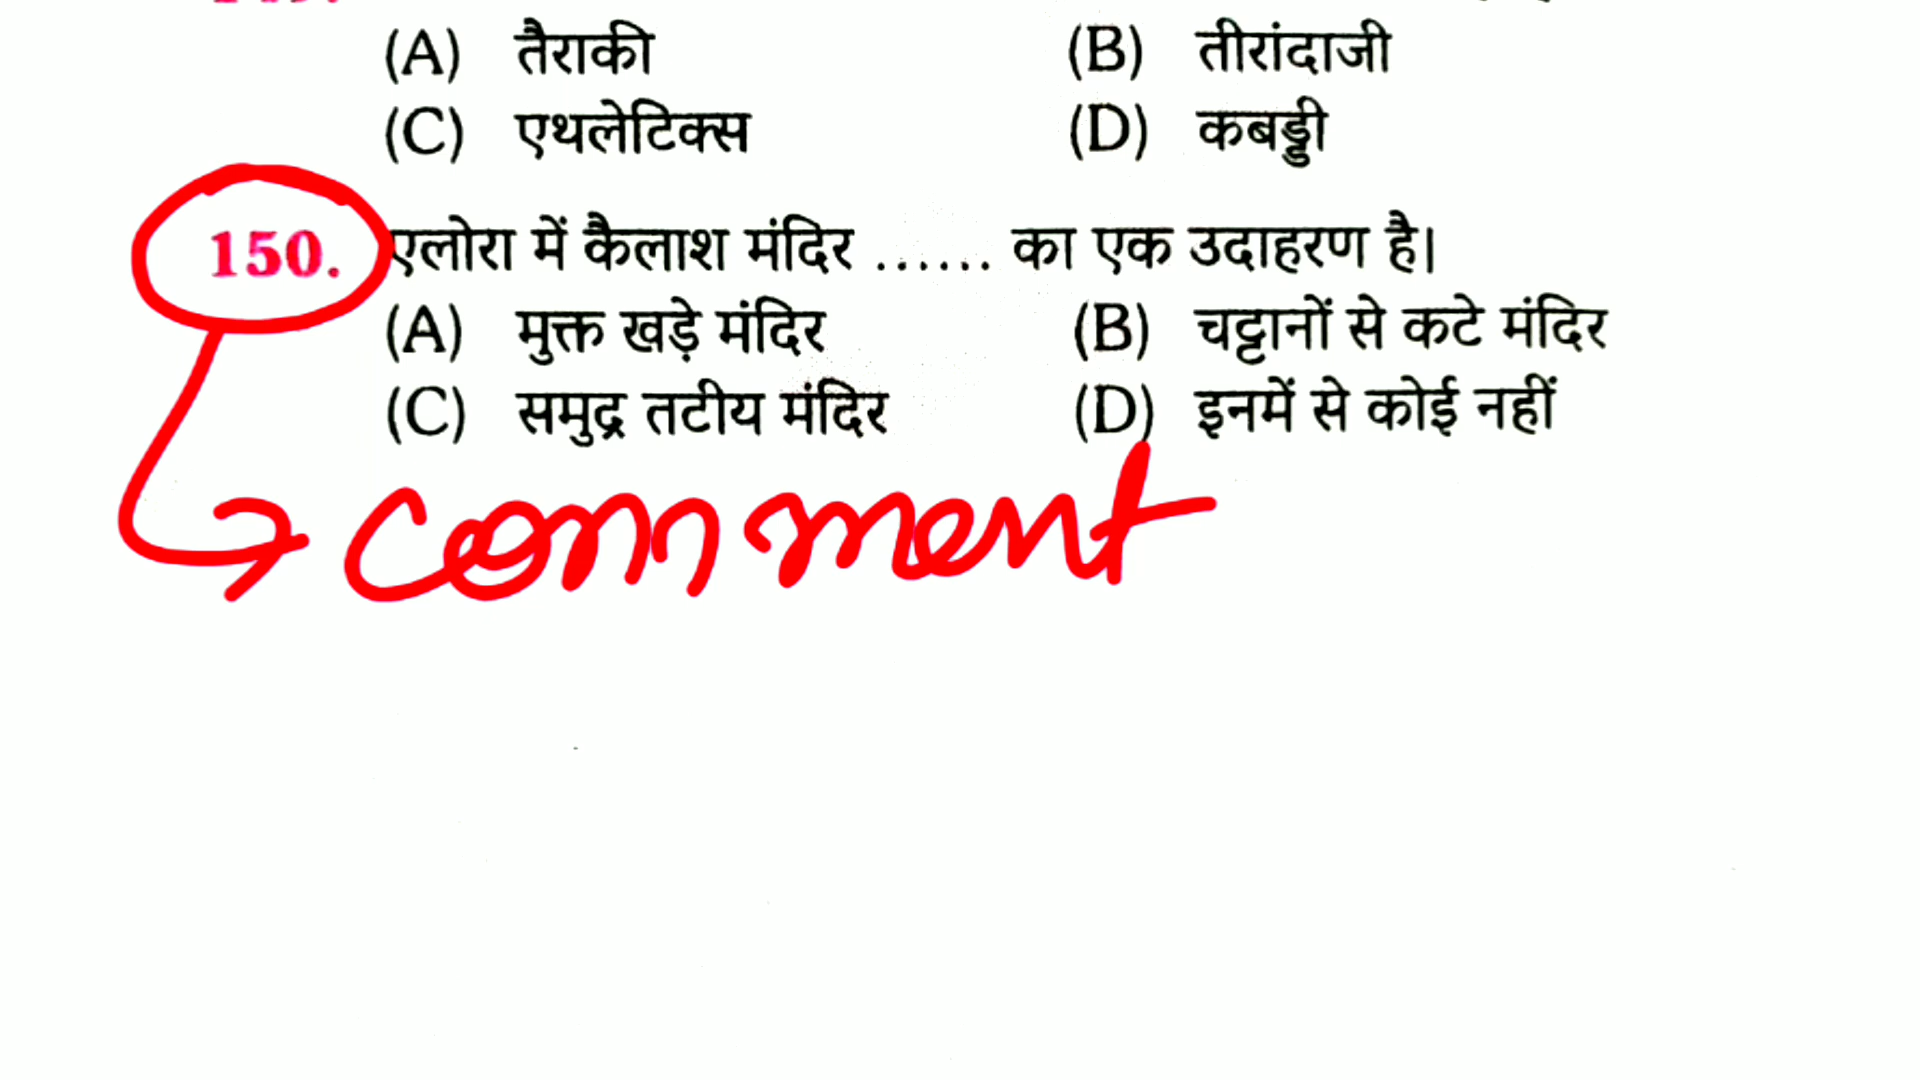 (A) तैराकी (B) तीरांदाजी
(C) एथलेटिक्स (D) कबड्डी
150. एलोरा में कैलाश मंदिर ...... का एक उदाहरण है।
(A) मुक्त खड़े मंदिर (B) चट्टानों से कटे मंदिर
(C) समुद्र तटीय मंदिर (D) इनमें से कोई नहीं
comment